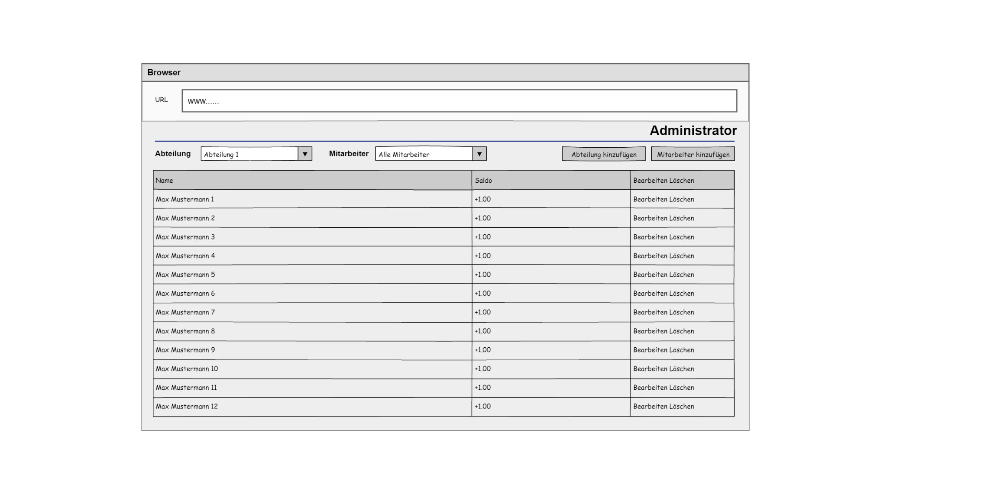 Browser
URL www......
Administrator
Abteilung Abteilung 1 Mitarbeiter Alle Mitarbeiter Abteilung hinzufügen Mitarbeiter hinzufügen
Name Saldo Bearbeiten Löschen
Max Mustermann 1 +1.00 Bearbeiten Löschen
Max Mustermann 2 +1.00 Bearbeiten Löschen
Max Mustermann 3 +1.00 Bearbeiten Löschen
Max Mustermann 4 +1.00 Bearbeiten Löschen
Max Mustermann 5 +1.00 Bearbeiten Löschen
Max Mustermann 6 +1.00 Bearbeiten Löschen
Max Mustermann 7 +1.00 Bearbeiten Löschen
Max Mustermann 8 +1.00 Bearbeiten Löschen
Max Mustermann 9 +1.00 Bearbeiten Löschen
Max Mustermann 10 +1.00 Bearbeiten Löschen
Max Mustermann 11 +1.00 Bearbeiten Löschen
Max Mustermann 12 +1.00 Bearbeiten Löschen